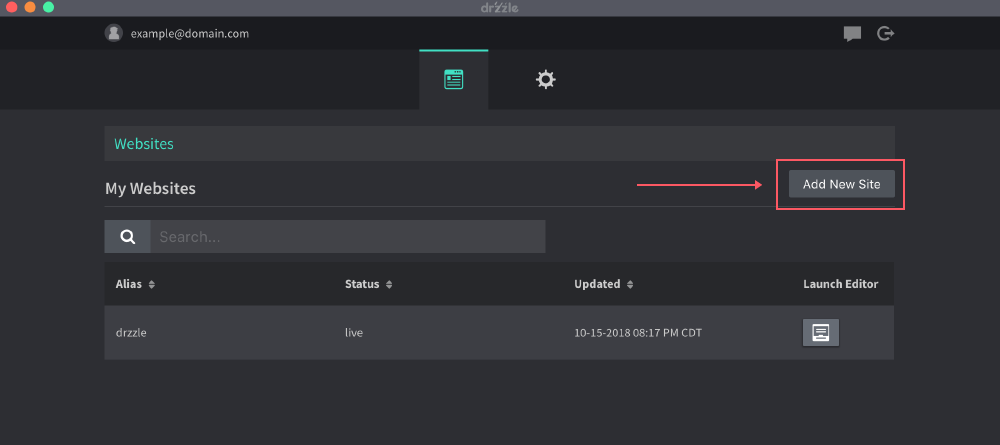 drzzle
example@domain.com
Websites
My Websites
Add New Site
Search...
Alias Status Updated Launch Editor
drzzle live 10-15-2018 08:17 PM CDT